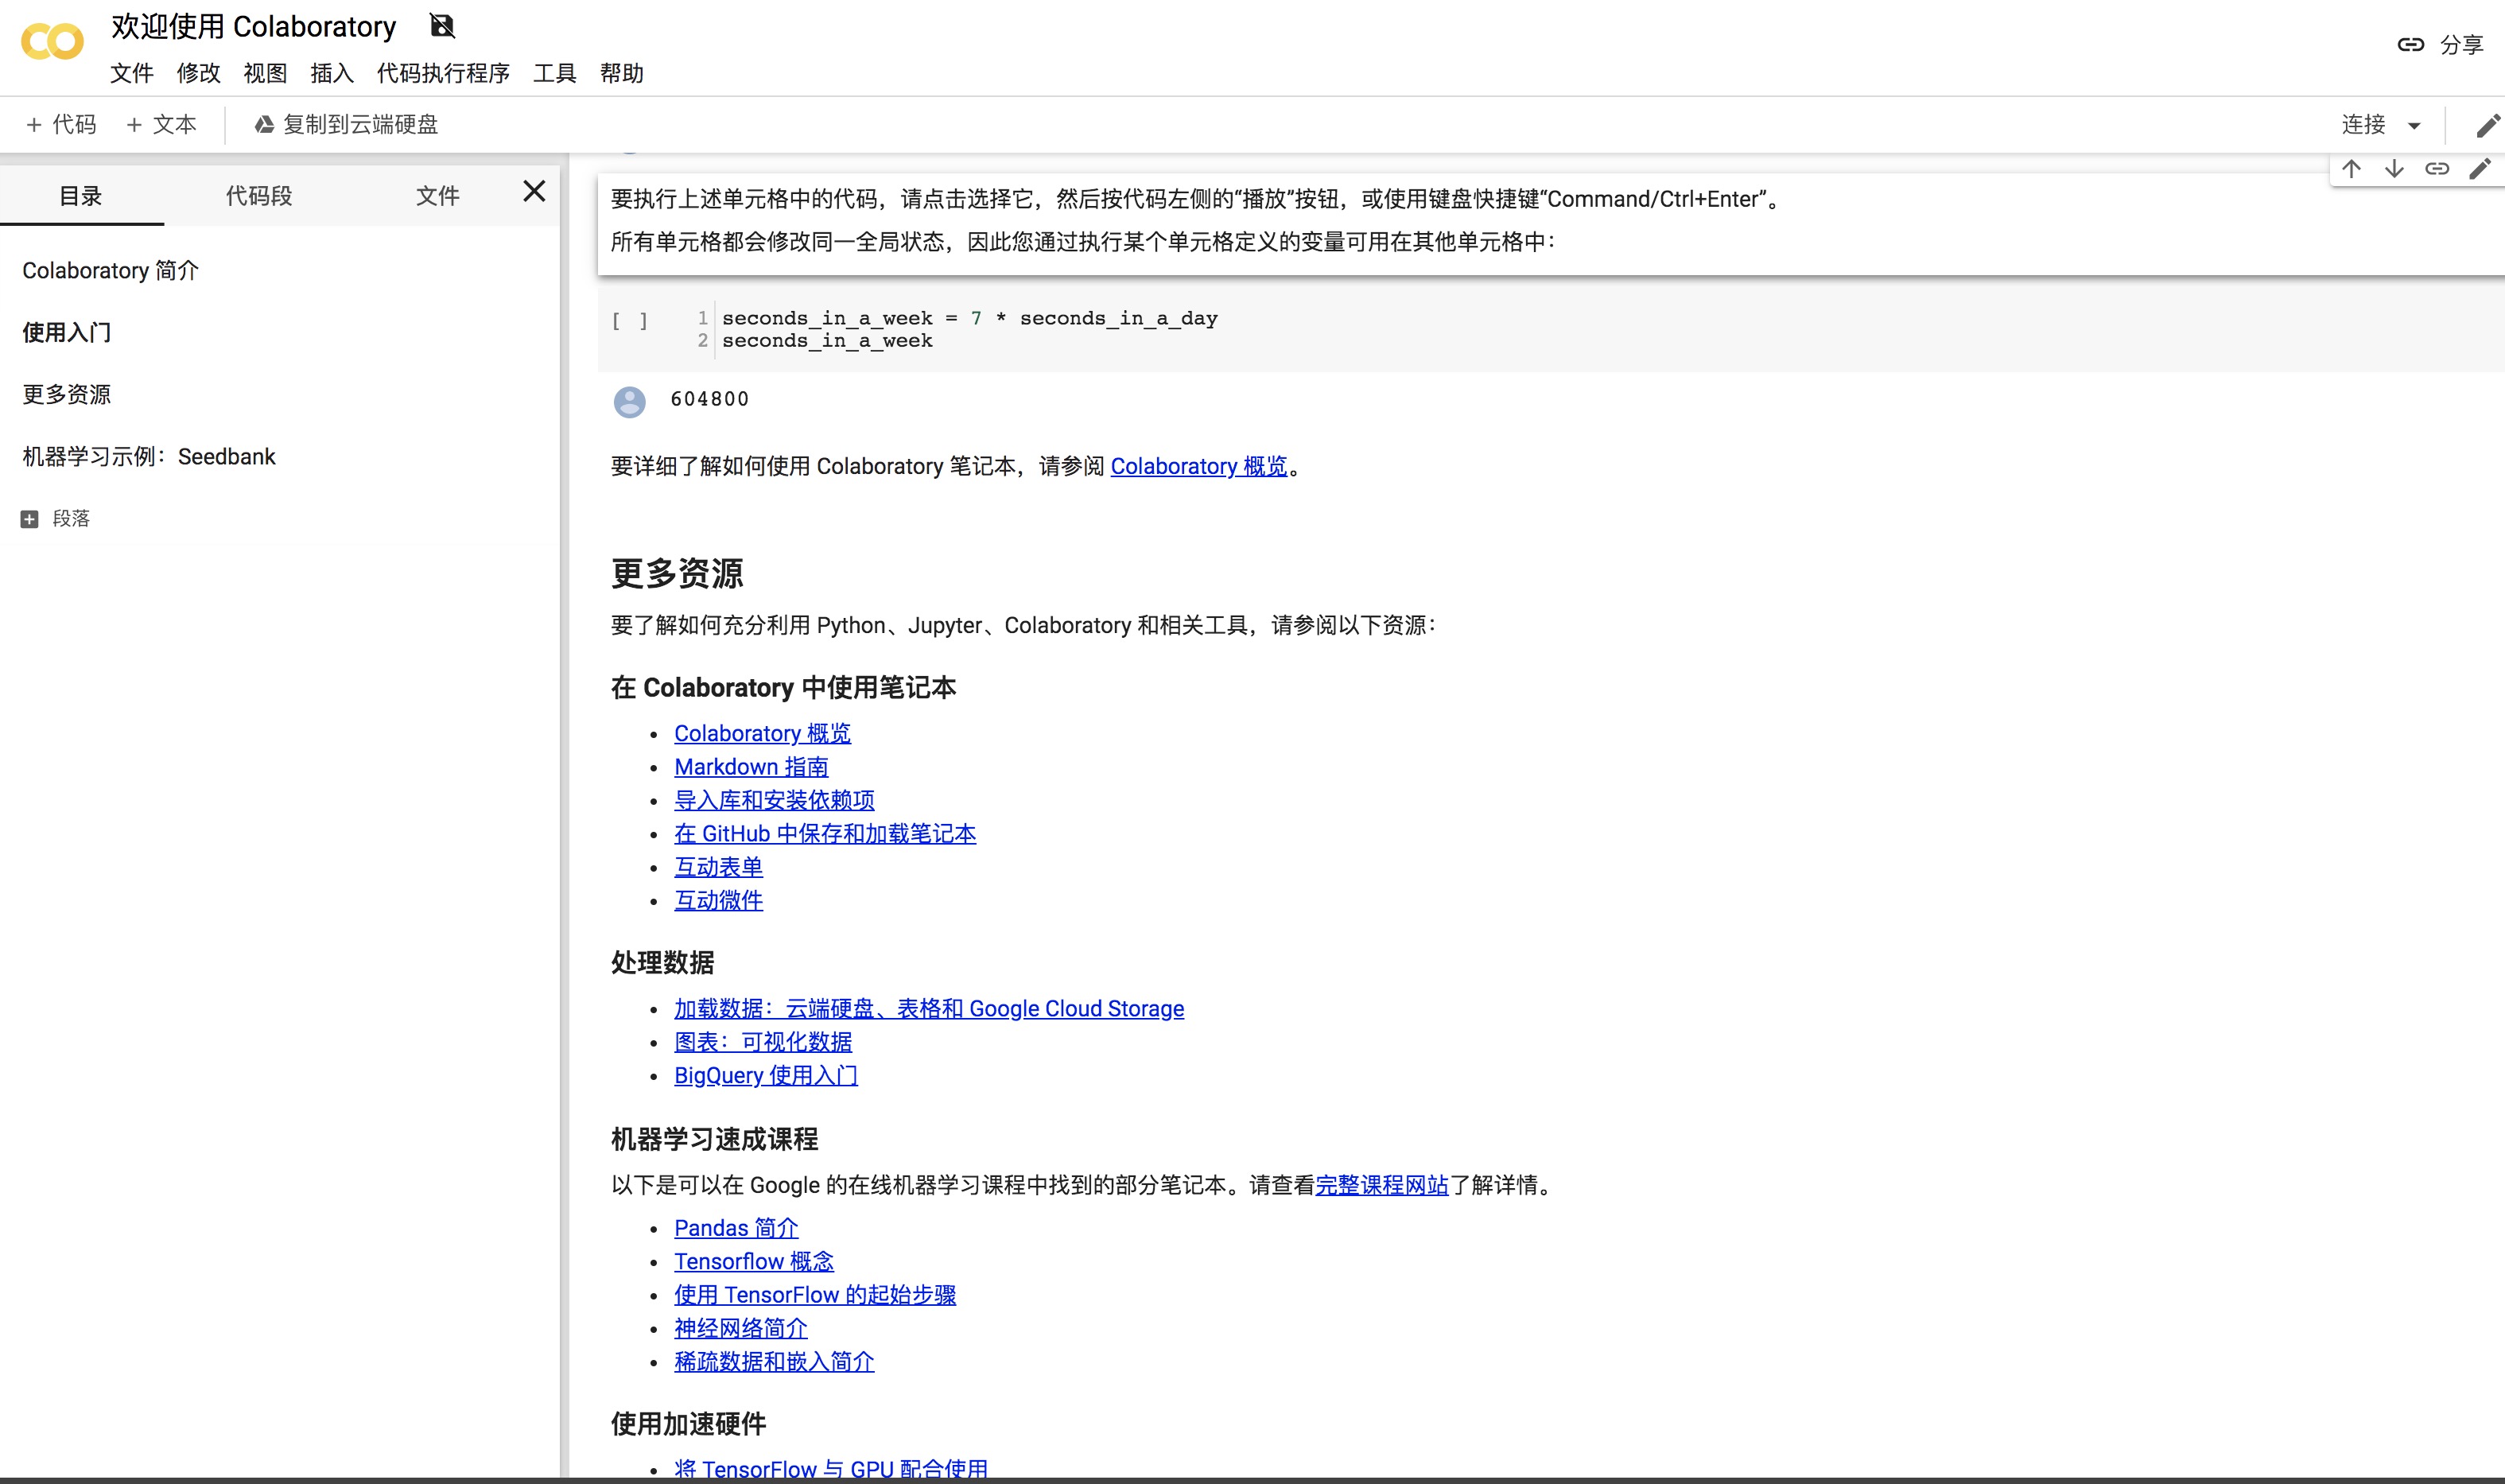 欢迎使用 Colaboratory
文件 修改 视图 插入 代码执行程序 工具 帮助
分享
+ 代码 + 文本 复制到云端硬盘
连接
目录 代码段 文件
Colaboratory 简介
使用入门
更多资源
机器学习示例：Seedbank
段落
要执行上述单元格中的代码，请点击选择它，然后按代码左侧的“播放”按钮，或使用键盘快捷键“Command/Ctrl+Enter”。
所有单元格都会修改同一全局状态，因此您通过执行某个单元格定义的变量可用在其他单元格中：
[ ] 1 seconds_in_a_week = 7 * seconds_in_a_day
2 seconds_in_a_week
604800
要详细了解如何使用 Colaboratory 笔记本，请参阅 Colaboratory 概览。
更多资源
要了解如何充分利用 Python、Jupyter、Colaboratory 和相关工具，请参阅以下资源：
在 Colaboratory 中使用笔记本
• Colaboratory 概览
• Markdown 指南
• 导入库和安装依赖项
• 在 GitHub 中保存和加载笔记本
• 互动表单
• 互动微件
处理数据
• 加载数据：云端硬盘、表格和 Google Cloud Storage
• 图表：可视化数据
• BigQuery 使用入门
机器学习速成课程
以下是可以在 Google 的在线机器学习课程中找到的部分笔记本。请查看完整课程网站了解详情。
• Pandas 简介
• Tensorflow 概念
• 使用 TensorFlow 的起始步骤
• 神经网络简介
• 稀疏数据和嵌入简介
使用加速硬件
• 将 TensorFlow 与 GPU 配合使用